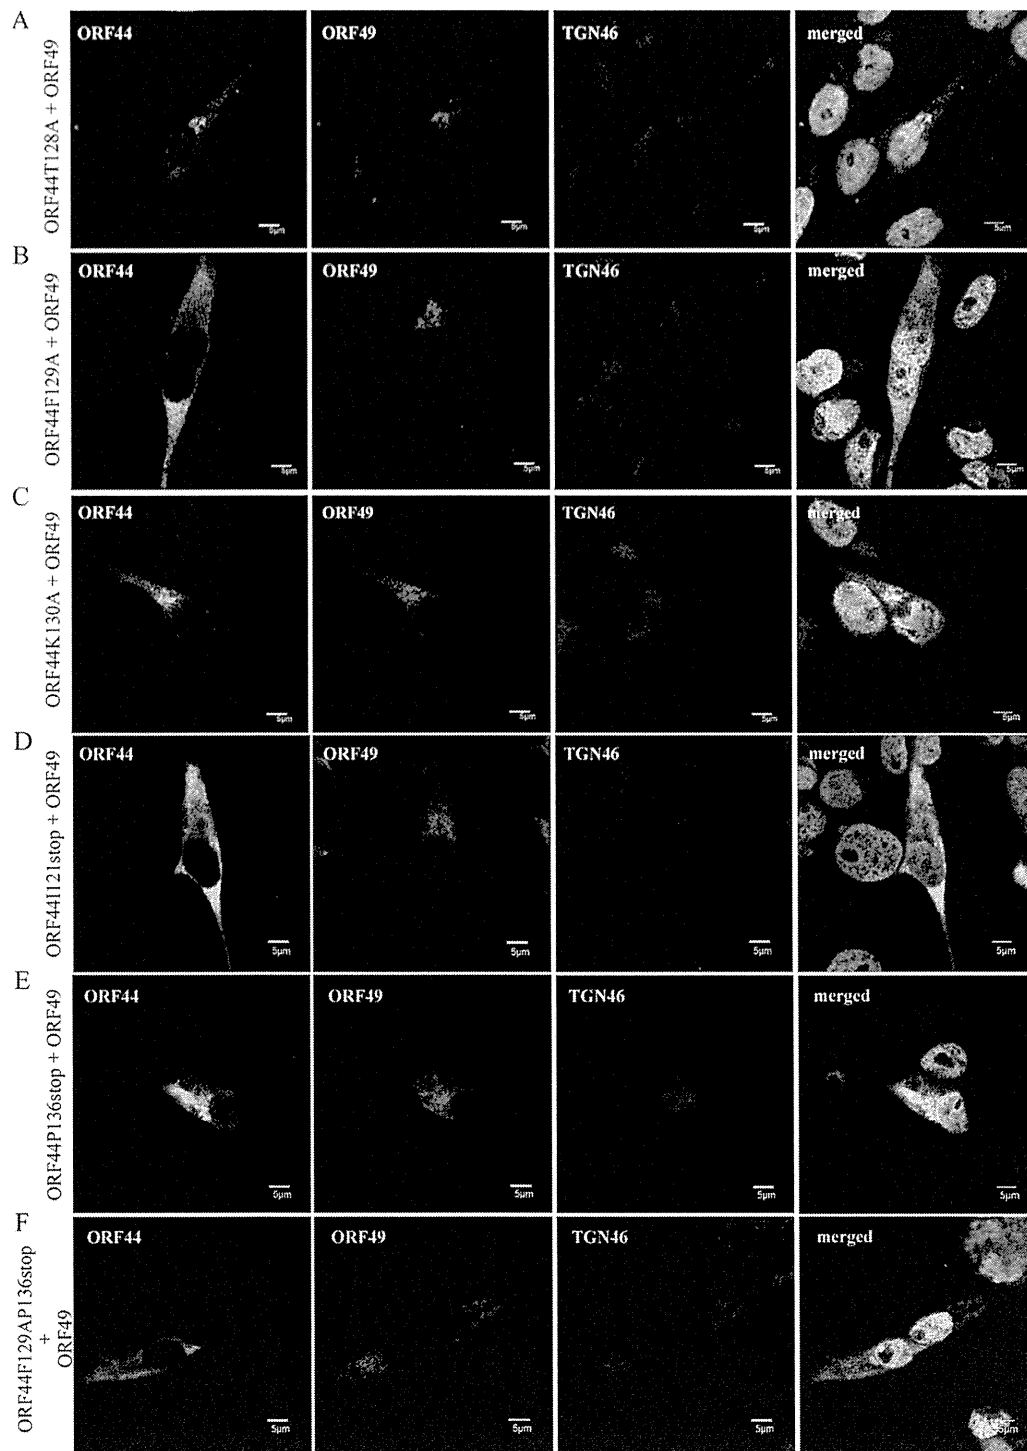 A
ORF44T128A + ORF49
ORF44
ORF49
TGN46
merged
5µm
5µm
5µm
5µm
B
ORF44F129A + ORF49
ORF44
ORF49
TGN46
merged
5µm
5µm
5µm
5µm
C
ORF44K130A + ORF49
ORF44
ORF49
TGN46
merged
5µm
5µm
5µm
5µm
D
ORF44I121stop + ORF49
ORF44
ORF49
TGN46
merged
5µm
5µm
5µm
5µm
E
ORF44P136stop + ORF49
ORF44
ORF49
TGN46
merged
5µm
5µm
5µm
5µm
F
ORF44F129AP136stop
+
ORF49
ORF44
ORF49
TGN46
merged
5µm
5µm
5µm
5µm